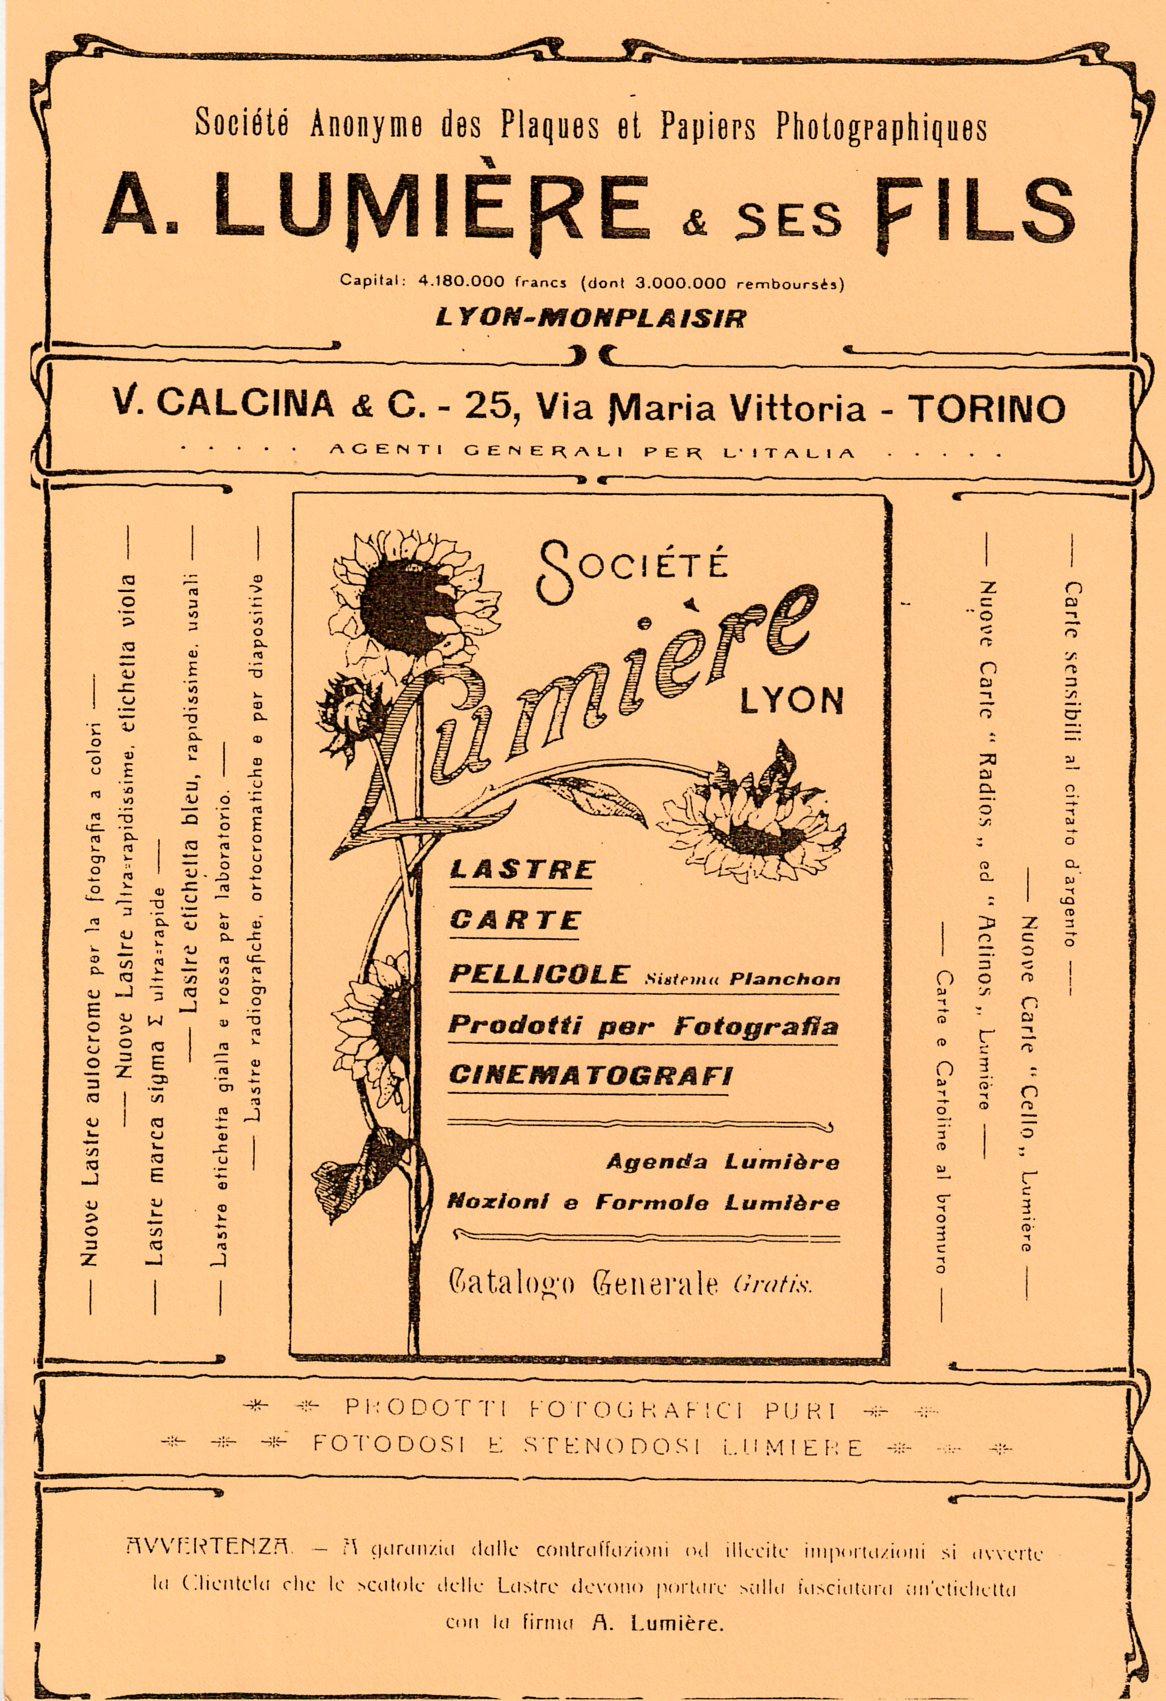 Société Anonyme des Plaques et Papiers Photographiques
A. LUMIÈRE & SES FILS
Capital: 4.180.000 francs (dont 3.000.000 remboursés)
LYON-MONPLAISIR
V. CALCINA & C. - 25, Via Maria Vittoria - TORINO
AGENTI GENERALI PER L'ITALIA
— Nuove Lastre autocrome per la fotografia a colori —
— Nuove Lastre ultra=rapidissime, etichetta viola —
— Lastre marca sigma Σ ultra=rapide —
— Lastre etichetta bleu, rapidissime, usuali —
— Lastre etichetta gialla e rossa per laboratorio. —
— Lastre radiografiche, ortocromatiche e per diapositive —
SOCIÉTÉ
Lumière
LYON
LASTRE
CARTE
PELLICOLE Sistema Planchon
Prodotti per Fotografia
CINEMATOGRAFI
Agenda Lumière
Nozioni e Formole Lumière
Catalogo Generale Gratis.
— Carte sensibili al citrato d'argento —
— Nuove Carte “ Cello „ Lumière —
— Nuove Carte “ Radios „ ed “ Actinos „ Lumière —
— Carte e Cartoline al bromuro —
PRODOTTI FOTOGRAFICI PURI
FOTODOSI E STENODOSI LUMIERE
AVVERTENZA. — A garanzia dalle contraffazioni od illecite importazioni si avverte
la Clientela che le scatole delle Lastre devono portare sulla fasciatura un'etichetta
con la firma A. Lumière.